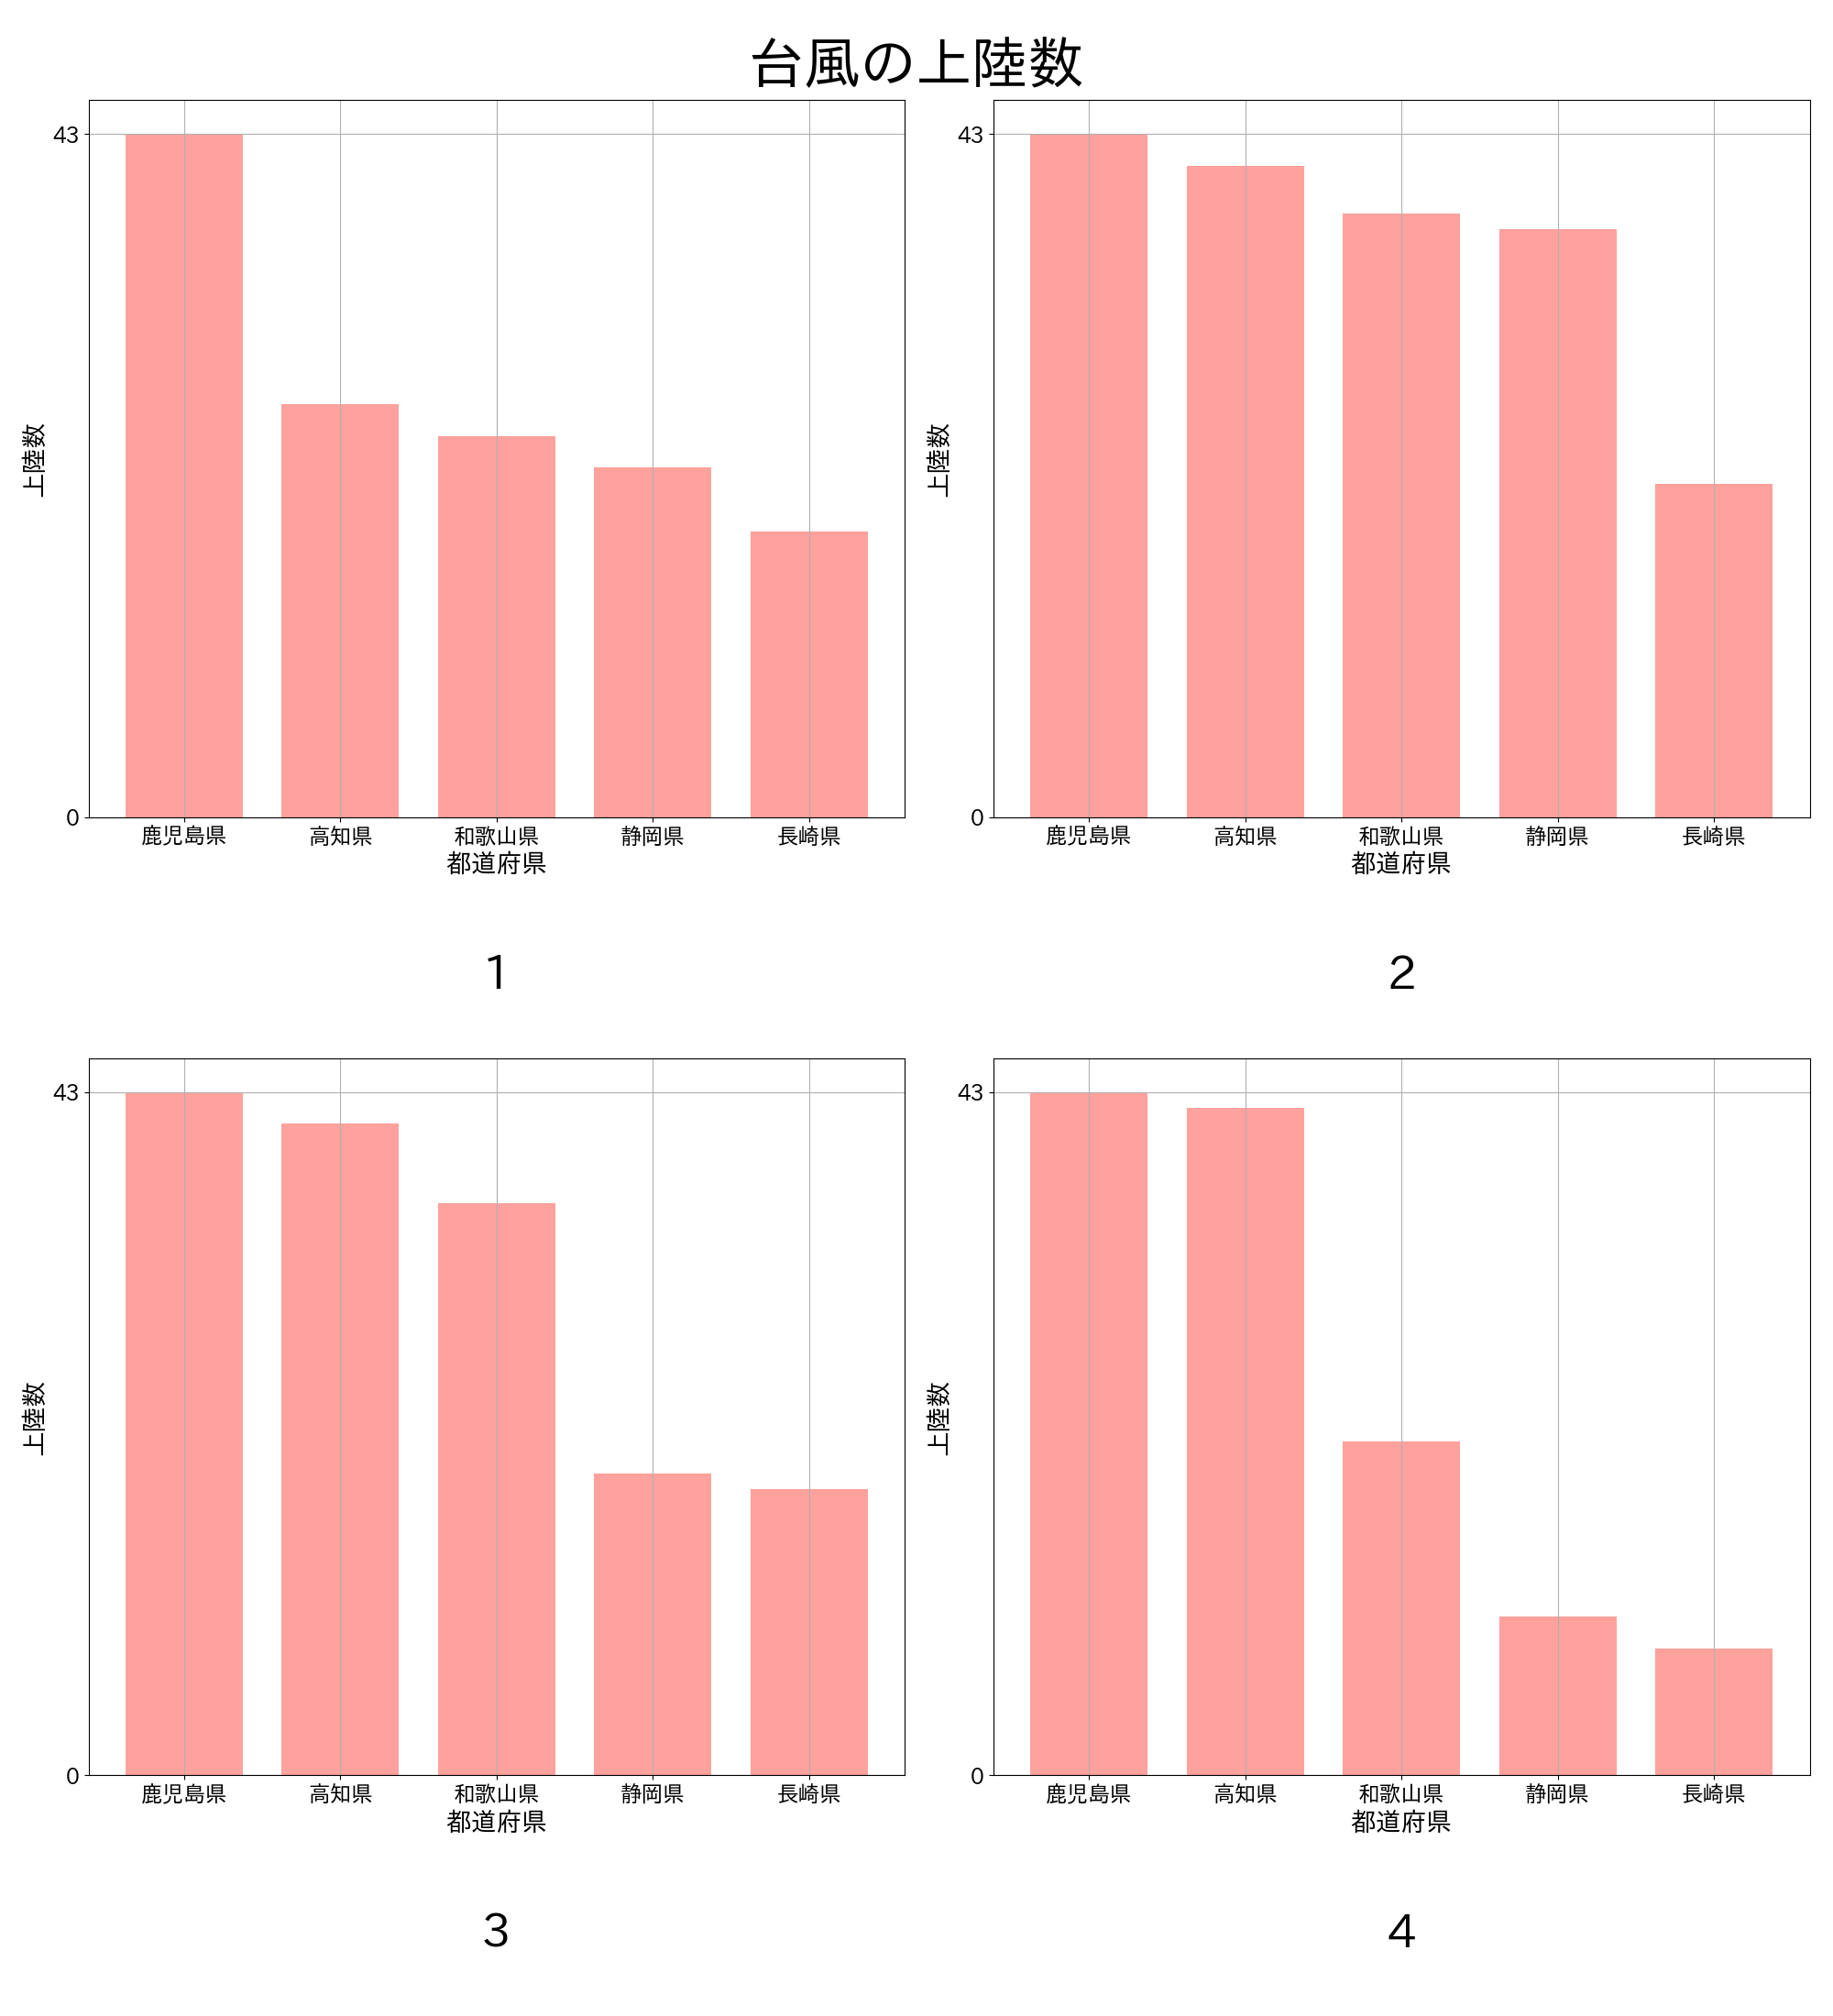 台風の上陸数
43
0
上陸数
鹿児島県 高知県 和歌山県 静岡県 長崎県
都道府県
1
43
0
上陸数
鹿児島県 高知県 和歌山県 静岡県 長崎県
都道府県
2
43
0
上陸数
鹿児島県 高知県 和歌山県 静岡県 長崎県
都道府県
3
43
0
上陸数
鹿児島県 高知県 和歌山県 静岡県 長崎県
都道府県
4